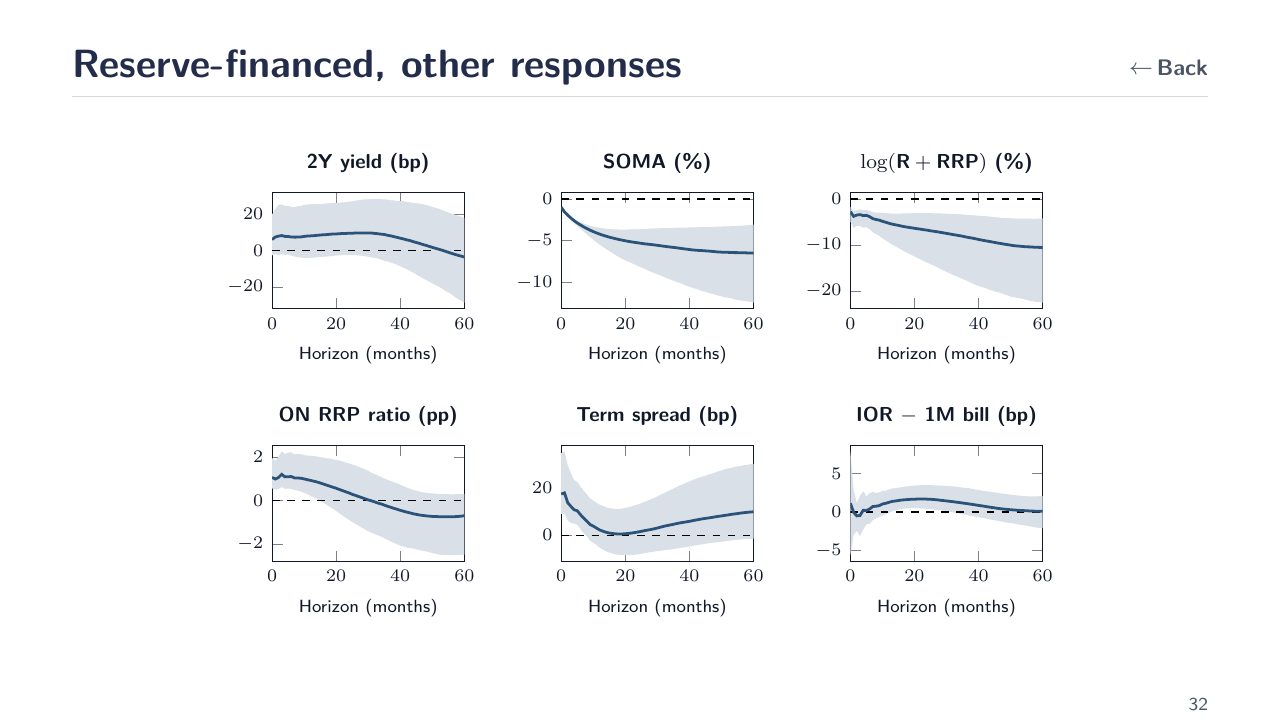 Reserve-financed, other responses
← Back
2Y yield (bp)
20
0
−20
0 20 40 60
Horizon (months)
SOMA (%)
0
−5
−10
0 20 40 60
Horizon (months)
log(R + RRP) (%)
0
−10
−20
0 20 40 60
Horizon (months)
ON RRP ratio (pp)
2
0
−2
0 20 40 60
Horizon (months)
Term spread (bp)
20
0
0 20 40 60
Horizon (months)
IOR − 1M bill (bp)
5
0
−5
0 20 40 60
Horizon (months)
32